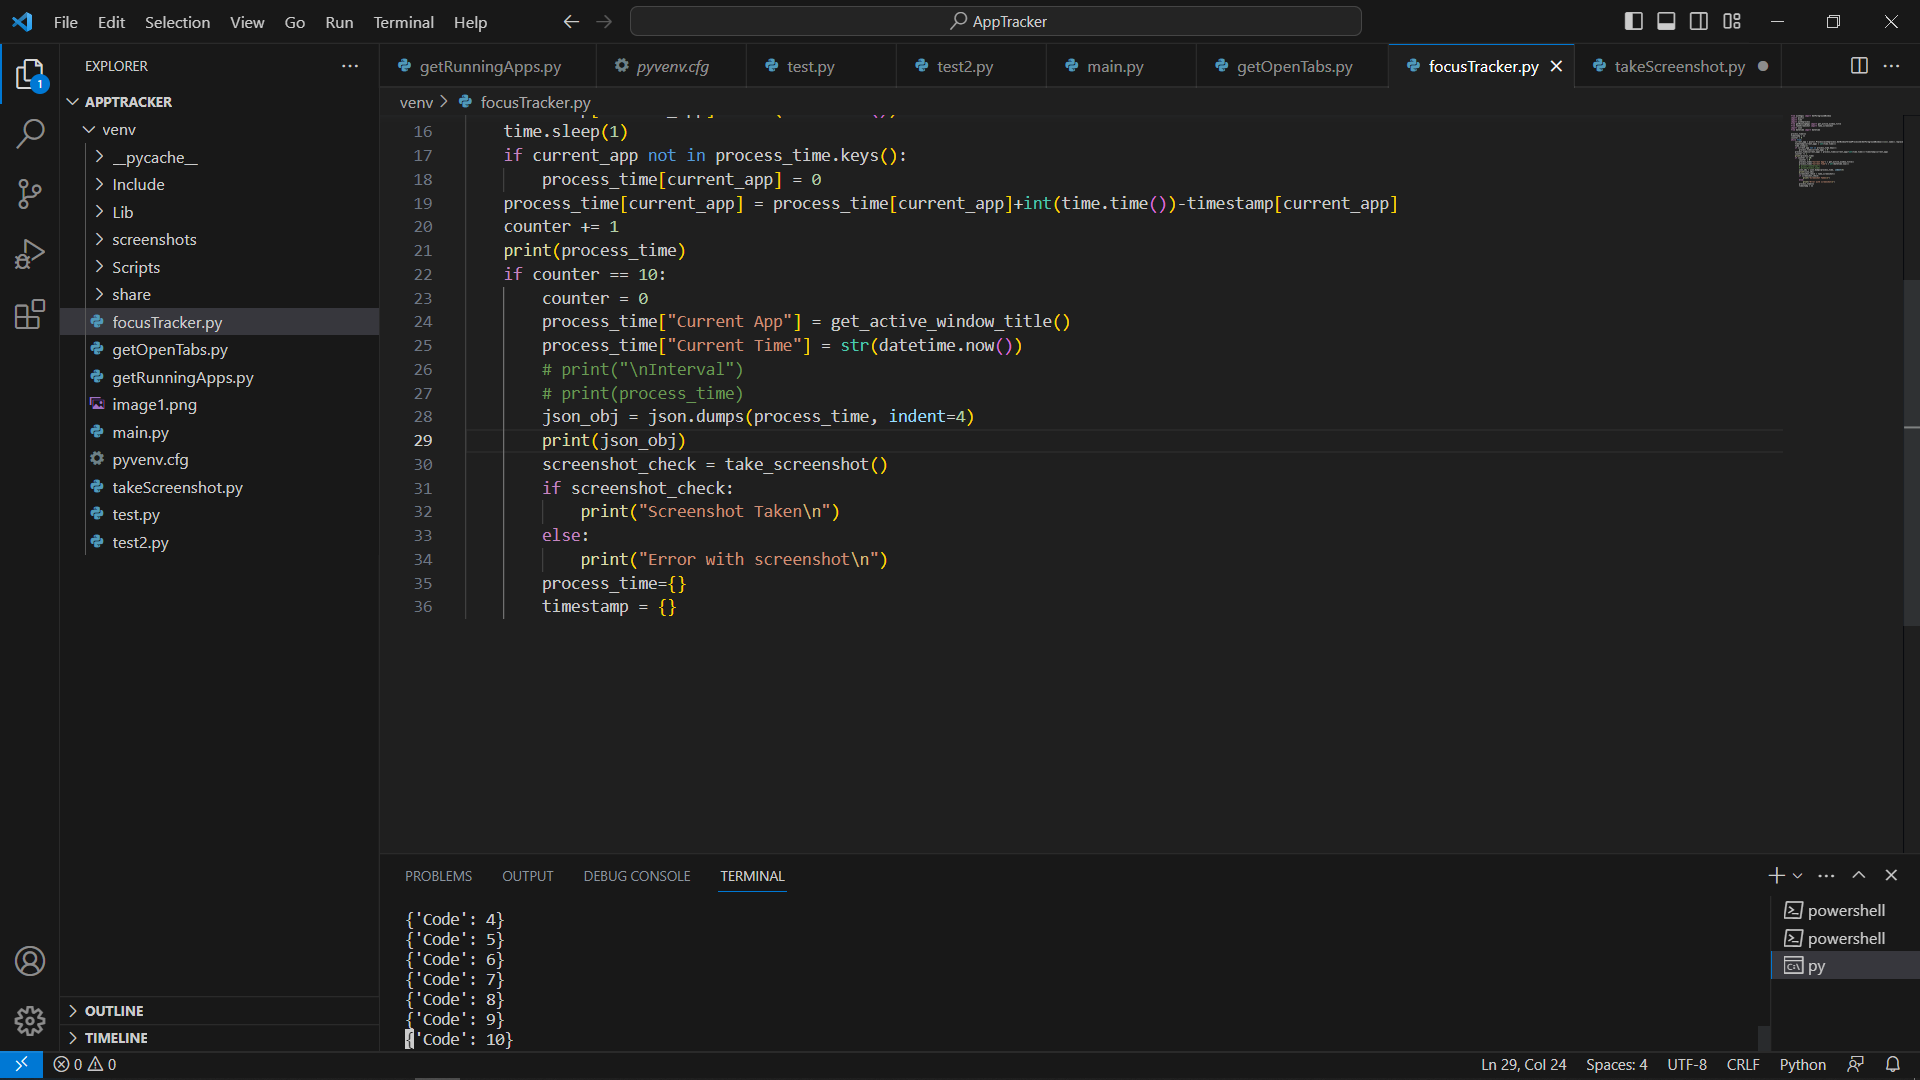 File Edit Selection View Go Run Terminal Help
AppTracker
EXPLORER
1
APPTRACKER
venv
__pycache__
Include
Lib
screenshots
Scripts
share
focusTracker.py
getOpenTabs.py
getRunningApps.py
image1.png
main.py
pyvenv.cfg
takeScreenshot.py
test.py
test2.py
OUTLINE
TIMELINE
getRunningApps.py pyvenv.cfg test.py test2.py main.py getOpenTabs.py focusTracker.py takeScreenshot.py
venv > focusTracker.py
16 time.sleep(1)
17 if current_app not in process_time.keys():
18 process_time[current_app] = 0
19 process_time[current_app] = process_time[current_app]+int(time.time())-timestamp[current_app]
20 counter += 1
21 print(process_time)
22 if counter == 10:
23 counter = 0
24 process_time["Current App"] = get_active_window_title()
25 process_time["Current Time"] = str(datetime.now())
26 # print("\nInterval")
27 # print(process_time)
28 json_obj = json.dumps(process_time, indent=4)
29 print(json_obj)
30 screenshot_check = take_screenshot()
31 if screenshot_check:
32 print("Screenshot Taken\n")
33 else:
34 print("Error with screenshot\n")
35 process_time={}
36 timestamp = {}
PROBLEMS OUTPUT DEBUG CONSOLE TERMINAL
{'Code': 4}
{'Code': 5}
{'Code': 6}
{'Code': 7}
{'Code': 8}
{'Code': 9}
{'Code': 10}
powershell
powershell
py
0 0
Ln 29, Col 24 Spaces: 4 UTF-8 CRLF Python